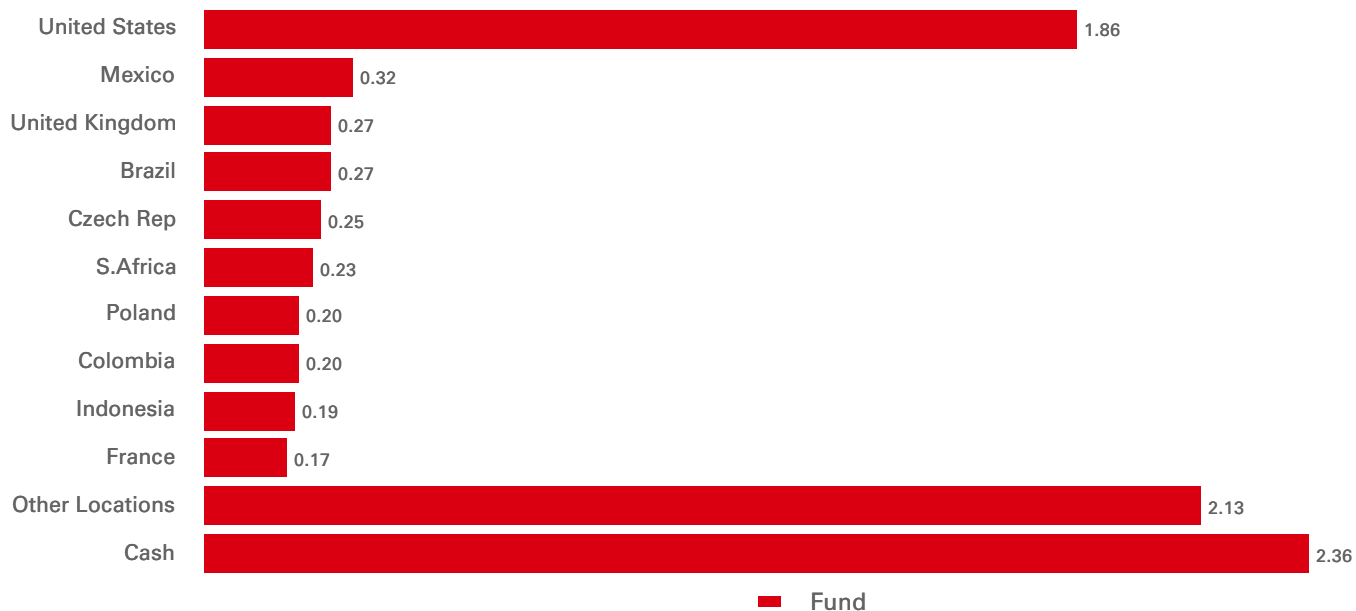 United States 1.86
Mexico 0.32
United Kingdom 0.27
Brazil 0.27
Czech Rep 0.25
S.Africa 0.23
Poland 0.20
Colombia 0.20
Indonesia 0.19
France 0.17
Other Locations 2.13
Cash 2.36
Fund